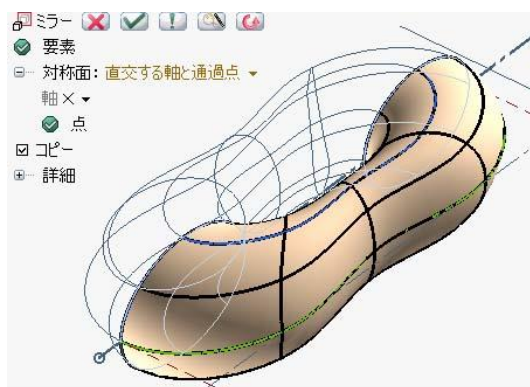 ミラー
要素
対称面: 直交する軸と通過点
軸 X
点
コピー
詳細